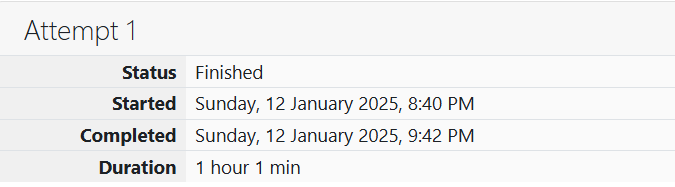 Attempt 1
Status Finished
Started Sunday, 12 January 2025, 8:40 PM
Completed Sunday, 12 January 2025, 9:42 PM
Duration 1 hour 1 min